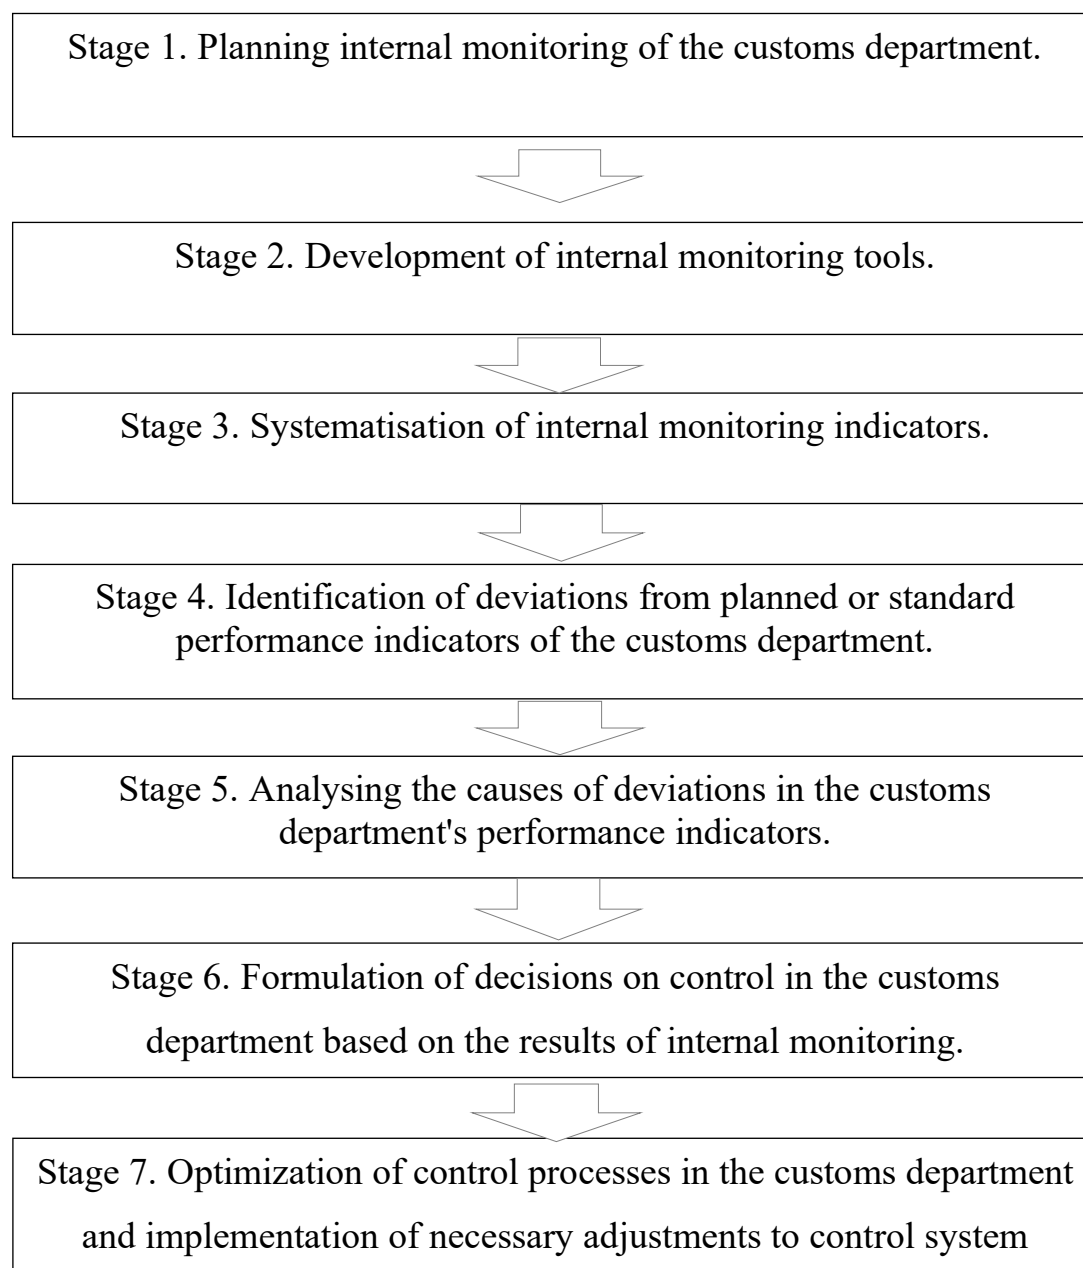 Stage 1. Planning internal monitoring of the customs department.
Stage 2. Development of internal monitoring tools.
Stage 3. Systematisation of internal monitoring indicators.
Stage 4. Identification of deviations from planned or standard
performance indicators of the customs department.
Stage 5. Analysing the causes of deviations in the customs
department's performance indicators.
Stage 6. Formulation of decisions on control in the customs
department based on the results of internal monitoring.
Stage 7. Optimization of control processes in the customs department
and implementation of necessary adjustments to control system